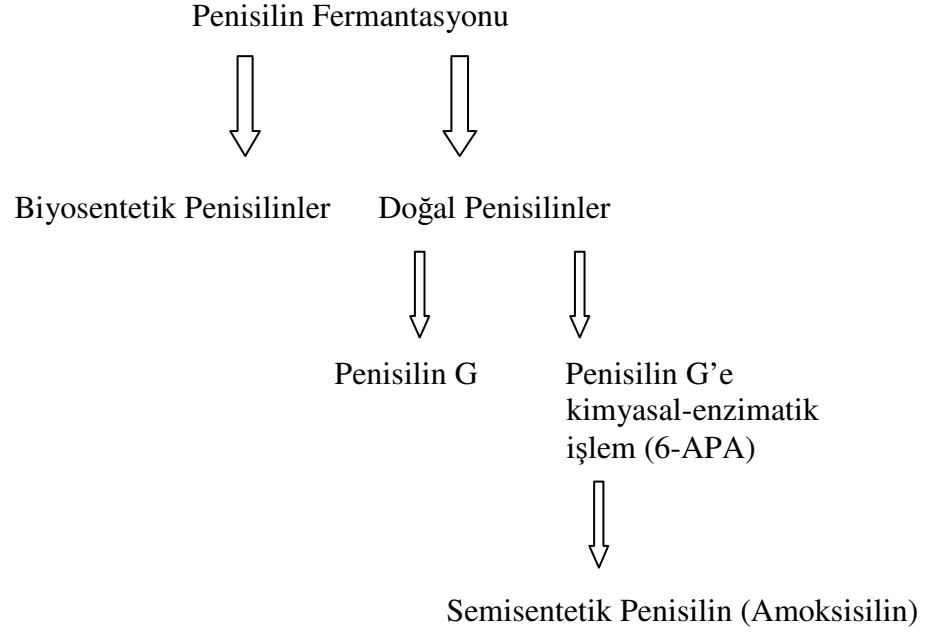 Penisilin Fermantasyonu
Biyosentetik Penisilinler Doğal Penisilinler
Penisilin G Penisilin G’e
kimyasal-enzimatik
işlem (6-APA)
Semisentetik Penisilin (Amoksisilin)